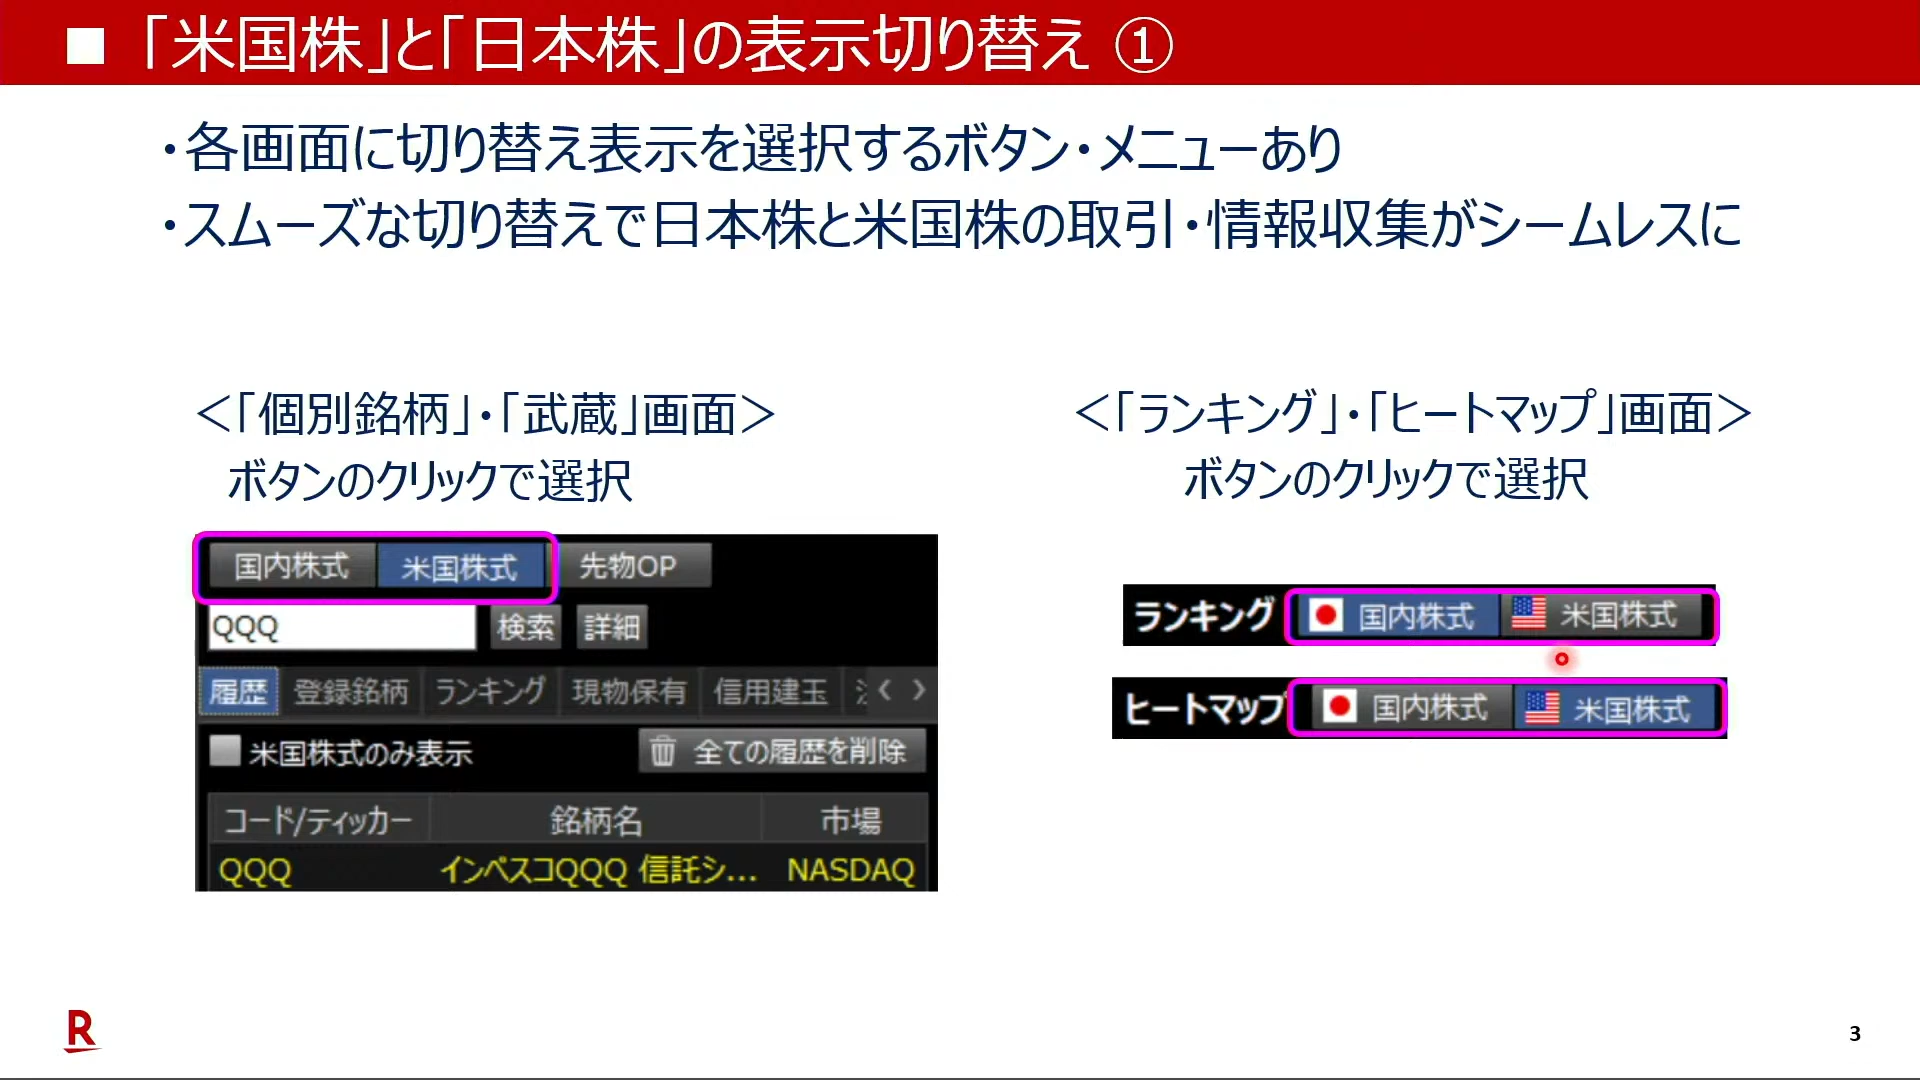 ■ 「米国株」と「日本株」の表示切り替え ①
・各画面に切り替え表示を選択するボタン・メニューあり
・スムーズな切り替えで日本株と米国株の取引・情報収集がシームレスに
＜「個別銘柄」・「武蔵」画面＞
ボタンのクリックで選択
国内株式 米国株式 先物OP
QQQ 検索 詳細
履歴 登録銘柄 ランキング 現物保有 信用建玉
米国株式のみ表示 全ての履歴を削除
コード/ティッカー 銘柄名 市場
QQQ インベスコQQQ 信託シ... NASDAQ
＜「ランキング」・「ヒートマップ」画面＞
ボタンのクリックで選択
ランキング 国内株式 米国株式
ヒートマップ 国内株式 米国株式
R
3